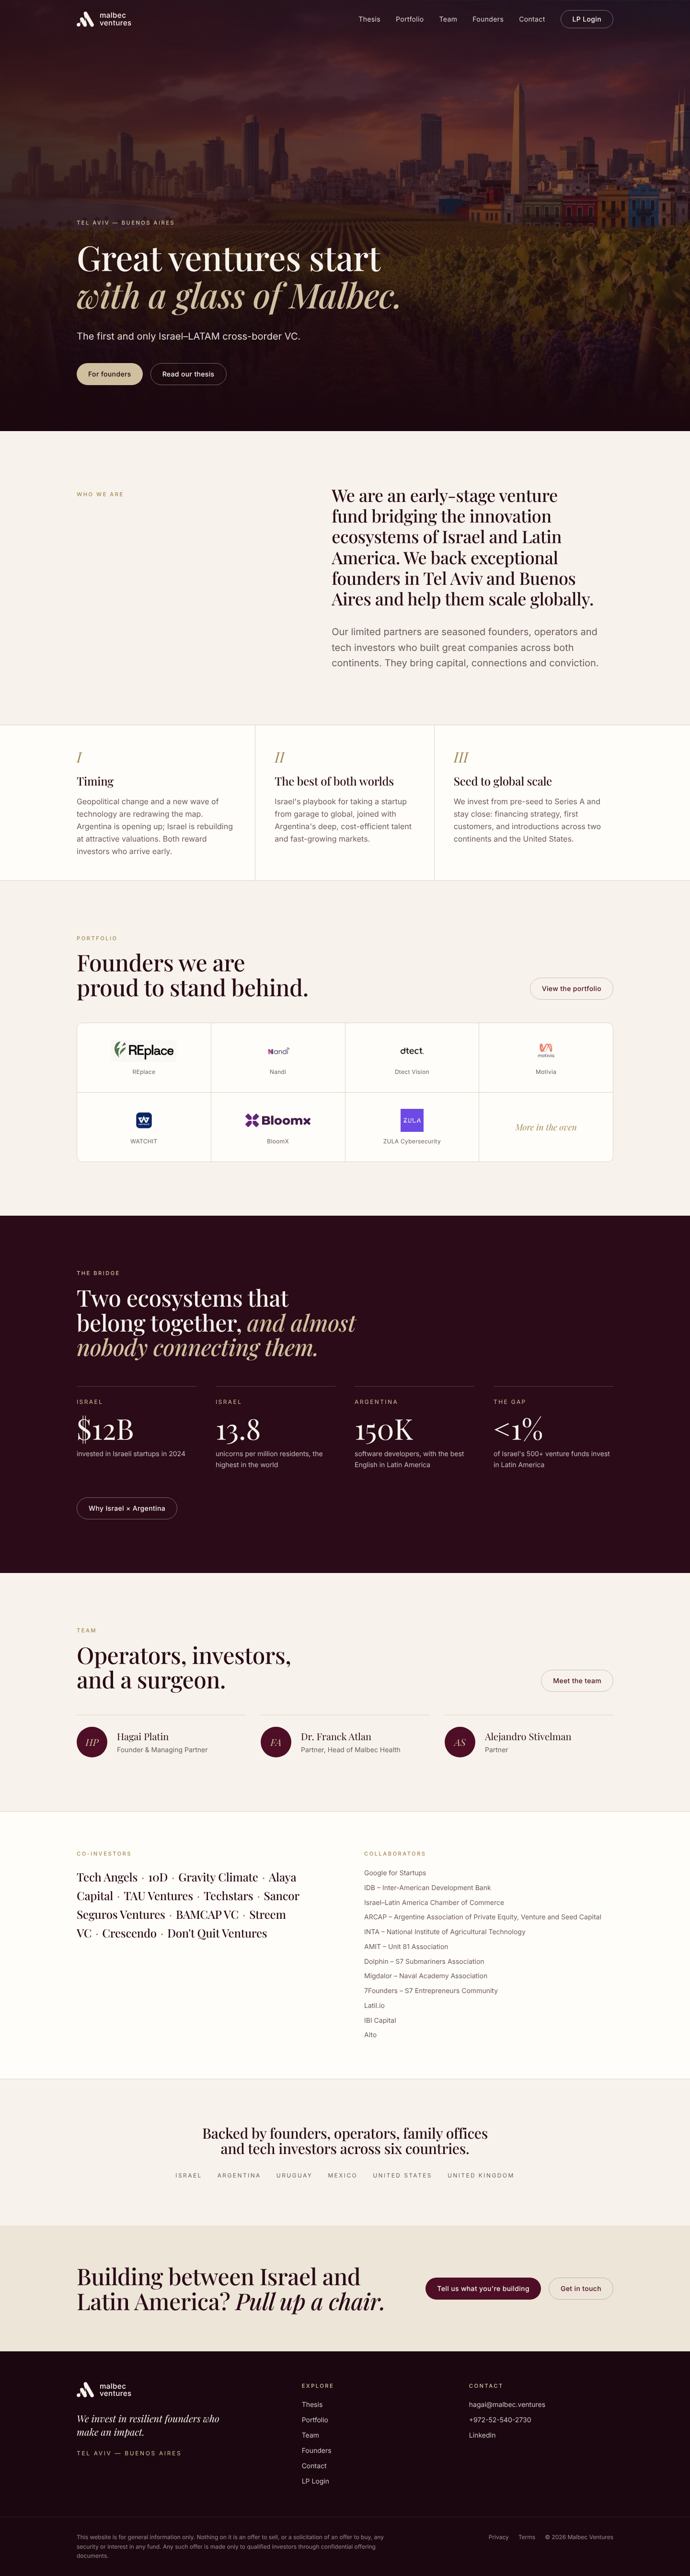 malbec
ventures
Thesis Portfolio Team Founders Contact LP Login
TEL AVIV — BUENOS AIRES
Great ventures start
with a glass of Malbec.
The first and only Israel–LATAM cross-border VC.
For founders Read our thesis
WHO WE ARE
We are an early-stage venture
fund bridging the innovation
ecosystems of Israel and Latin
America. We back exceptional
founders in Tel Aviv and Buenos
Aires and help them scale globally.
Our limited partners are seasoned founders, operators and
tech investors who built great companies across both
continents. They bring capital, connections and conviction.
I
Timing
Geopolitical change and a new wave of
technology are redrawing the map.
Argentina is opening up; Israel is rebuilding
at attractive valuations. Both reward
investors who arrive early.
II
The best of both worlds
Israel's playbook for taking a startup
from garage to global, joined with
Argentina's deep, cost-efficient talent
and fast-growing markets.
III
Seed to global scale
We invest from pre-seed to Series A and
stay close: financing strategy, first
customers, and introductions across two
continents and the United States.
PORTFOLIO
Founders we are
proud to stand behind.
View the portfolio
REplace
REplace
Nandi
Nandi
dtect.
Dtect Vision
motivia
Motivia
WATCHIT
Bloomx
BloomX
ZULA
ZULA Cybersecurity
More in the oven
THE BRIDGE
Two ecosystems that
belong together, and almost
nobody connecting them.
ISRAEL
$12B
invested in Israeli startups in 2024
ISRAEL
13.8
unicorns per million residents, the
highest in the world
ARGENTINA
150K
software developers, with the best
English in Latin America
THE GAP
<1%
of Israel's 500+ venture funds invest
in Latin America
Why Israel × Argentina
TEAM
Operators, investors,
and a surgeon.
Meet the team
HP
Hagai Platin
Founder & Managing Partner
FA
Dr. Franck Atlan
Partner, Head of Malbec Health
AS
Alejandro Stivelman
Partner
CO-INVESTORS
Tech Angels · 10D · Gravity Climate · Alaya
Capital · TAU Ventures · Techstars · Sancor
Seguros Ventures · BAMCAP VC · Streem
VC · Crescendo · Don't Quit Ventures
COLLABORATORS
Google for Startups
IDB – Inter-American Development Bank
Israel–Latin America Chamber of Commerce
ARCAP – Argentine Association of Private Equity, Venture and Seed Capital
INTA – National Institute of Agricultural Technology
AMIT – Unit 81 Association
Dolphin – S7 Submariners Association
Migdalor – Naval Academy Association
7Founders – S7 Entrepreneurs Community
Latil.io
IBI Capital
Alto
Backed by founders, operators, family offices
and tech investors across six countries.
ISRAEL ARGENTINA URUGUAY MEXICO UNITED STATES UNITED KINGDOM
Building between Israel and
Latin America? Pull up a chair.
Tell us what you're building Get in touch
malbec
ventures
We invest in resilient founders who
make an impact.
TEL AVIV — BUENOS AIRES
EXPLORE
Thesis
Portfolio
Team
Founders
Contact
LP Login
CONTACT
hagai@malbec.ventures
+972-52-540-2730
LinkedIn
This website is for general information only. Nothing on it is an offer to sell, or a solicitation of an offer to buy, any
security or interest in any fund. Any such offer is made only to qualified investors through confidential offering
documents.
Privacy Terms © 2026 Malbec Ventures